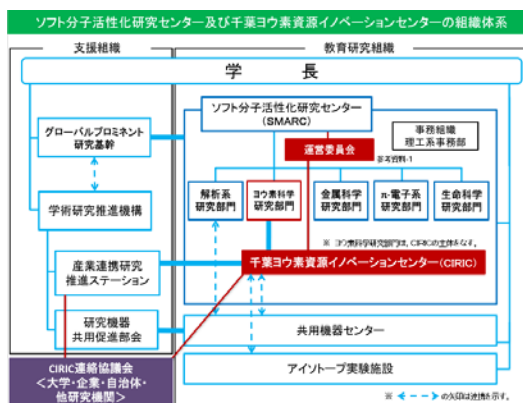 ソフト分子活性化研究センター及び千葉ヨウ素資源イノベーションセンターの組織体系
支援組織
教育研究組織
学 長
ソフト分子活性化研究センター
(SMARC)
グローバルプロミネント
研究基幹
運営委員会
事務組織
理工系事務部
参考資料-1
解析系
研究部門
ヨウ素科学
研究部門
金属科学
研究部門
π-電子系
研究部門
生命科学
研究部門
学術研究推進機構
※ ヨウ素科学研究部門は、CIRICの主体をなす。
産業連携研究
推進ステーション
千葉ヨウ素資源イノベーションセンター(CIRIC)
研究機器
共用促進部会
共用機器センター
CIRIC連絡協議会
<大学・企業・自治体・
他研究機関>
アイソトープ実験施設
※ の矢印は連携を示す。